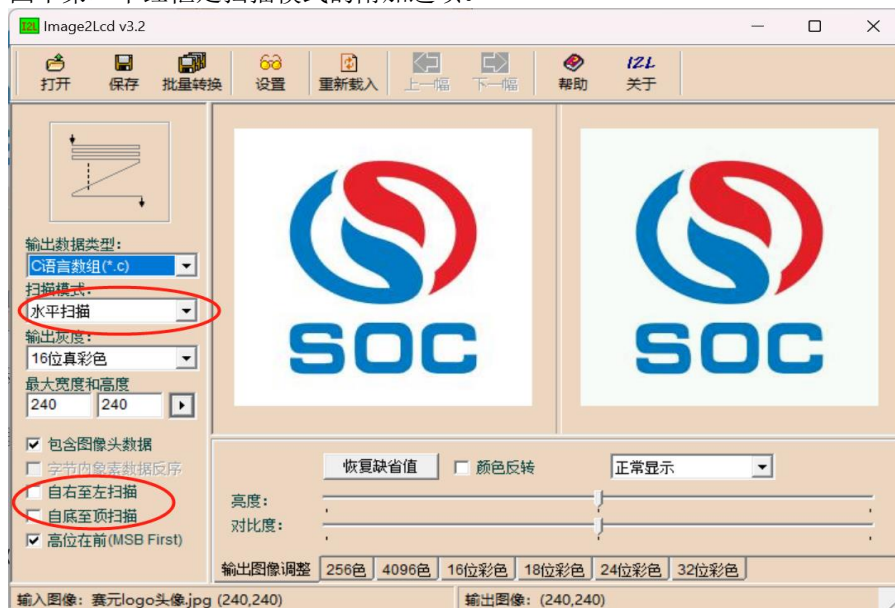 Image2Lcd v3.2
打开 保存 批量转换 设置 重新载入 上一幅 下一幅 帮助 关于
I2L
输出数据类型:
C语言数组(*.c)
扫描模式:
水平扫描
输出灰度:
16位真彩色
最大宽度和高度
240 240
包含图像头数据
字节内象素数据反序
自右至左扫描
自底至顶扫描
高位在前(MSB First)
SOC
SOC
恢复缺省值 颜色反转 正常显示
亮度:
对比度:
输出图像调整 256色 4096色 16位彩色 18位彩色 24位彩色 32位彩色
输入图像: 赛元logo头像.jpg (240,240) 输出图像: (240,240)